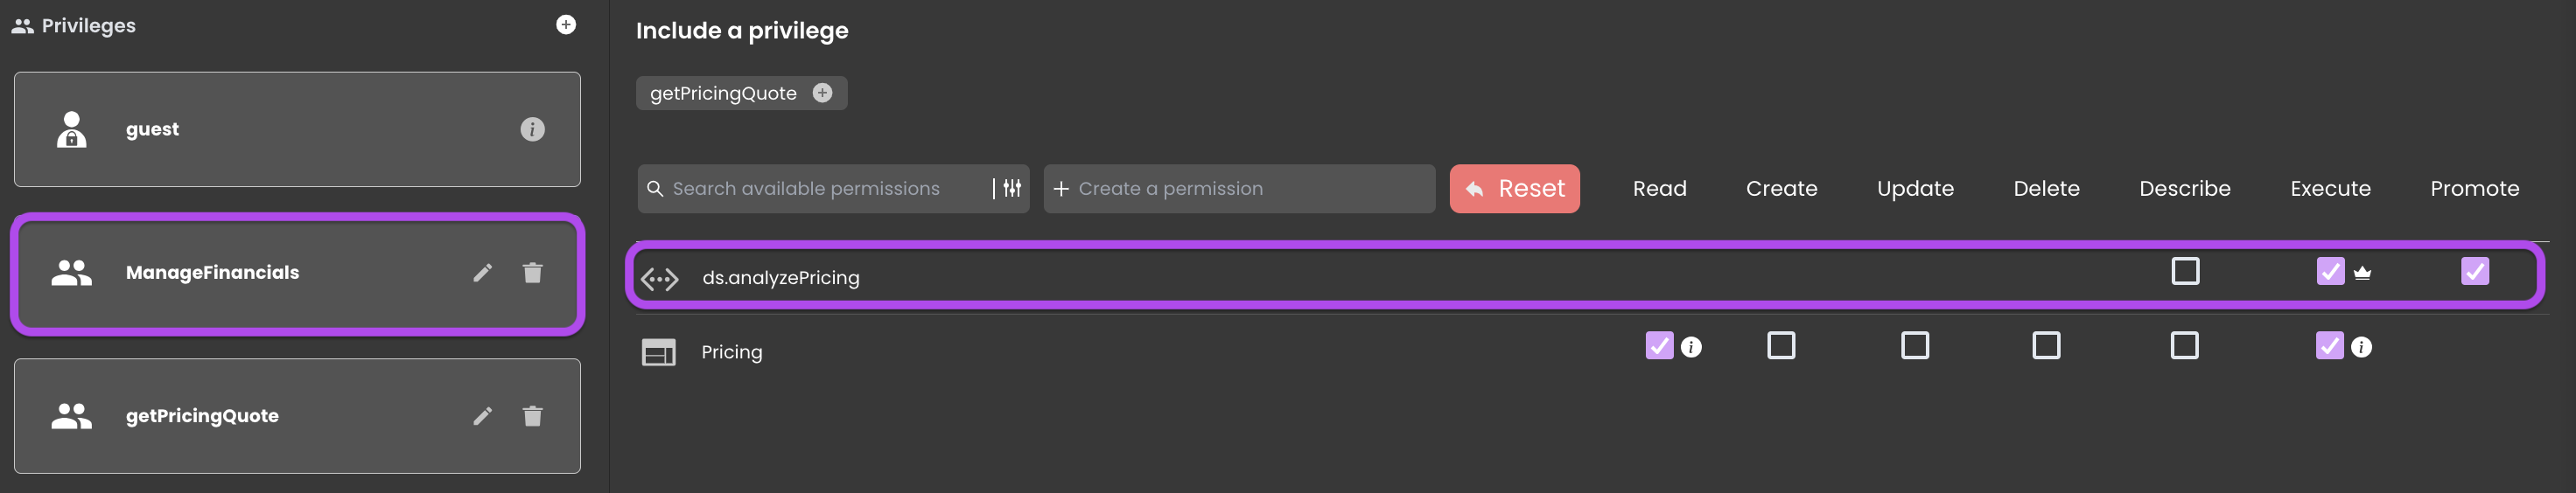 Privileges
guest
ManageFinancials
getPricingQuote
Include a privilege
getPricingQuote
Search available permissions
Create a permission
Reset
Read Create Update Delete Describe Execute Promote
ds.analyzePricing
Pricing